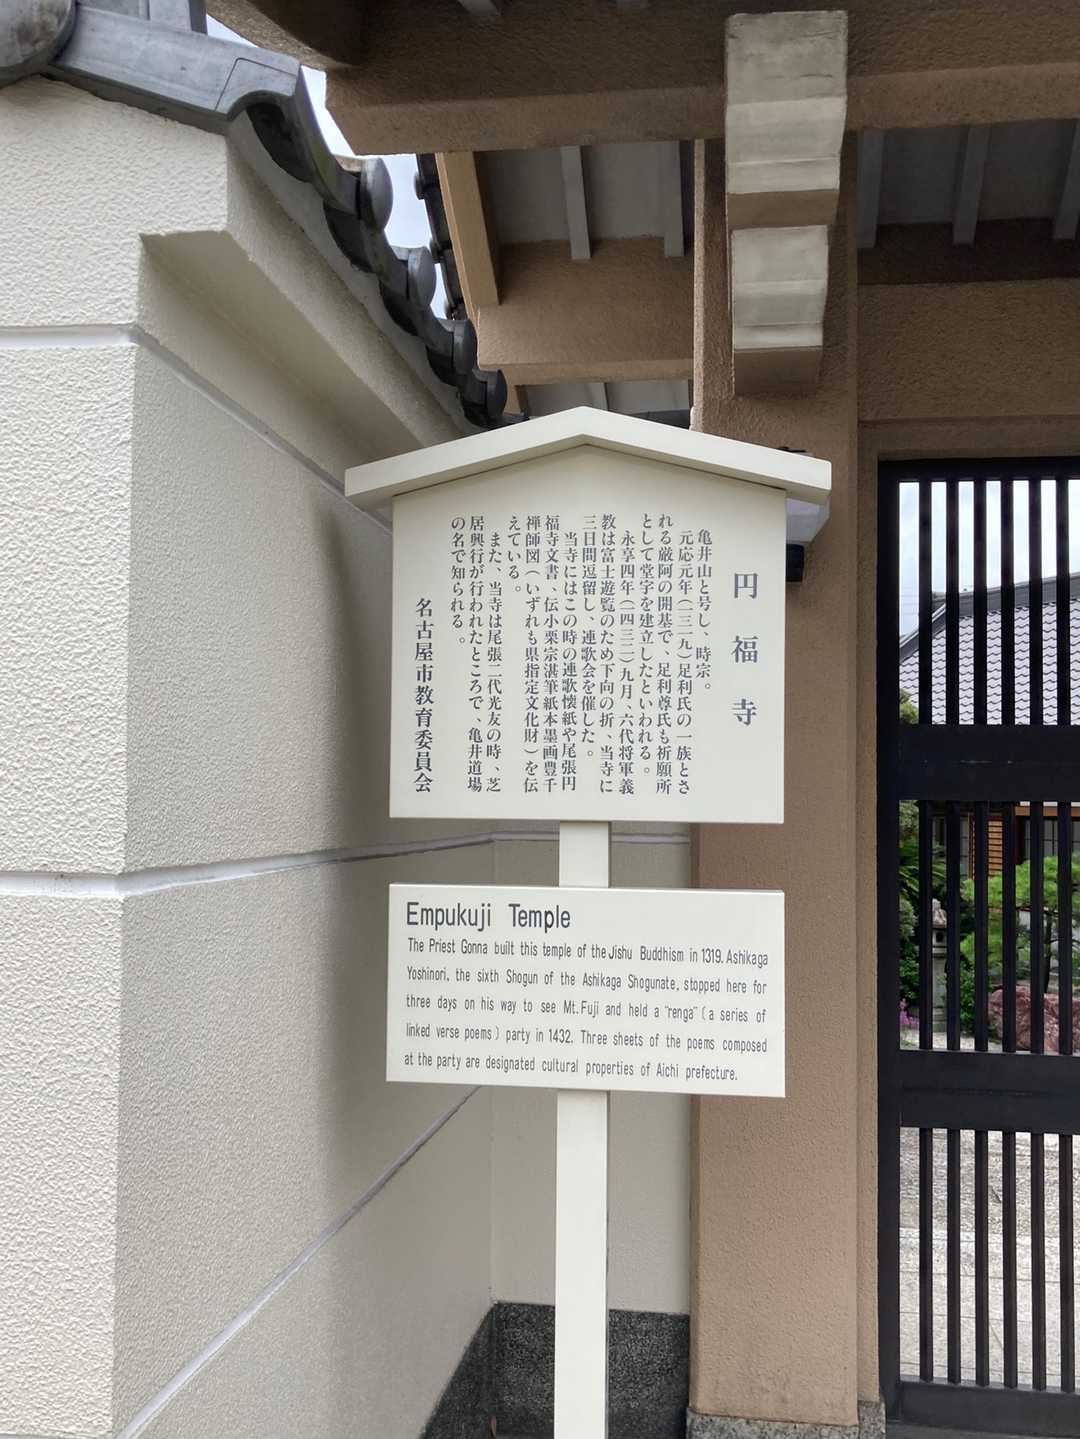 円福寺
亀井山と号し、時宗。
元応元年(一三一九)足利氏の一族とさ
れる厳阿の開基で、足利尊氏も祈願所
として堂宇を建立したといわれる。
永享四年(一四三二)九月、六代将軍義
教は富士遊覧のため下向の折、当寺に
三日間逗留し、連歌会を催した。
当寺にはこの時の連歌懐紙や尾張円
福寺文書、伝小栗宗湛筆紙本墨画豊干
禅師図(いずれも県指定文化財)を伝
えている。
また、当寺は尾張二代光友の時、芝
居興行が行われたところで、亀井道場
の名で知られる。
名古屋市教育委員会
Empukuji Temple
The Priest Gonna built this temple of the Jishu Buddhism in 1319. Ashikaga
Yoshinori, the sixth Shogun of the Ashikaga Shogunate, stopped here for
three days on his way to see Mt. Fuji and held a "renga" (a series of
linked verse poems) party in 1432. Three sheets of the poems composed
at the party are designated cultural properties of Aichi prefecture.